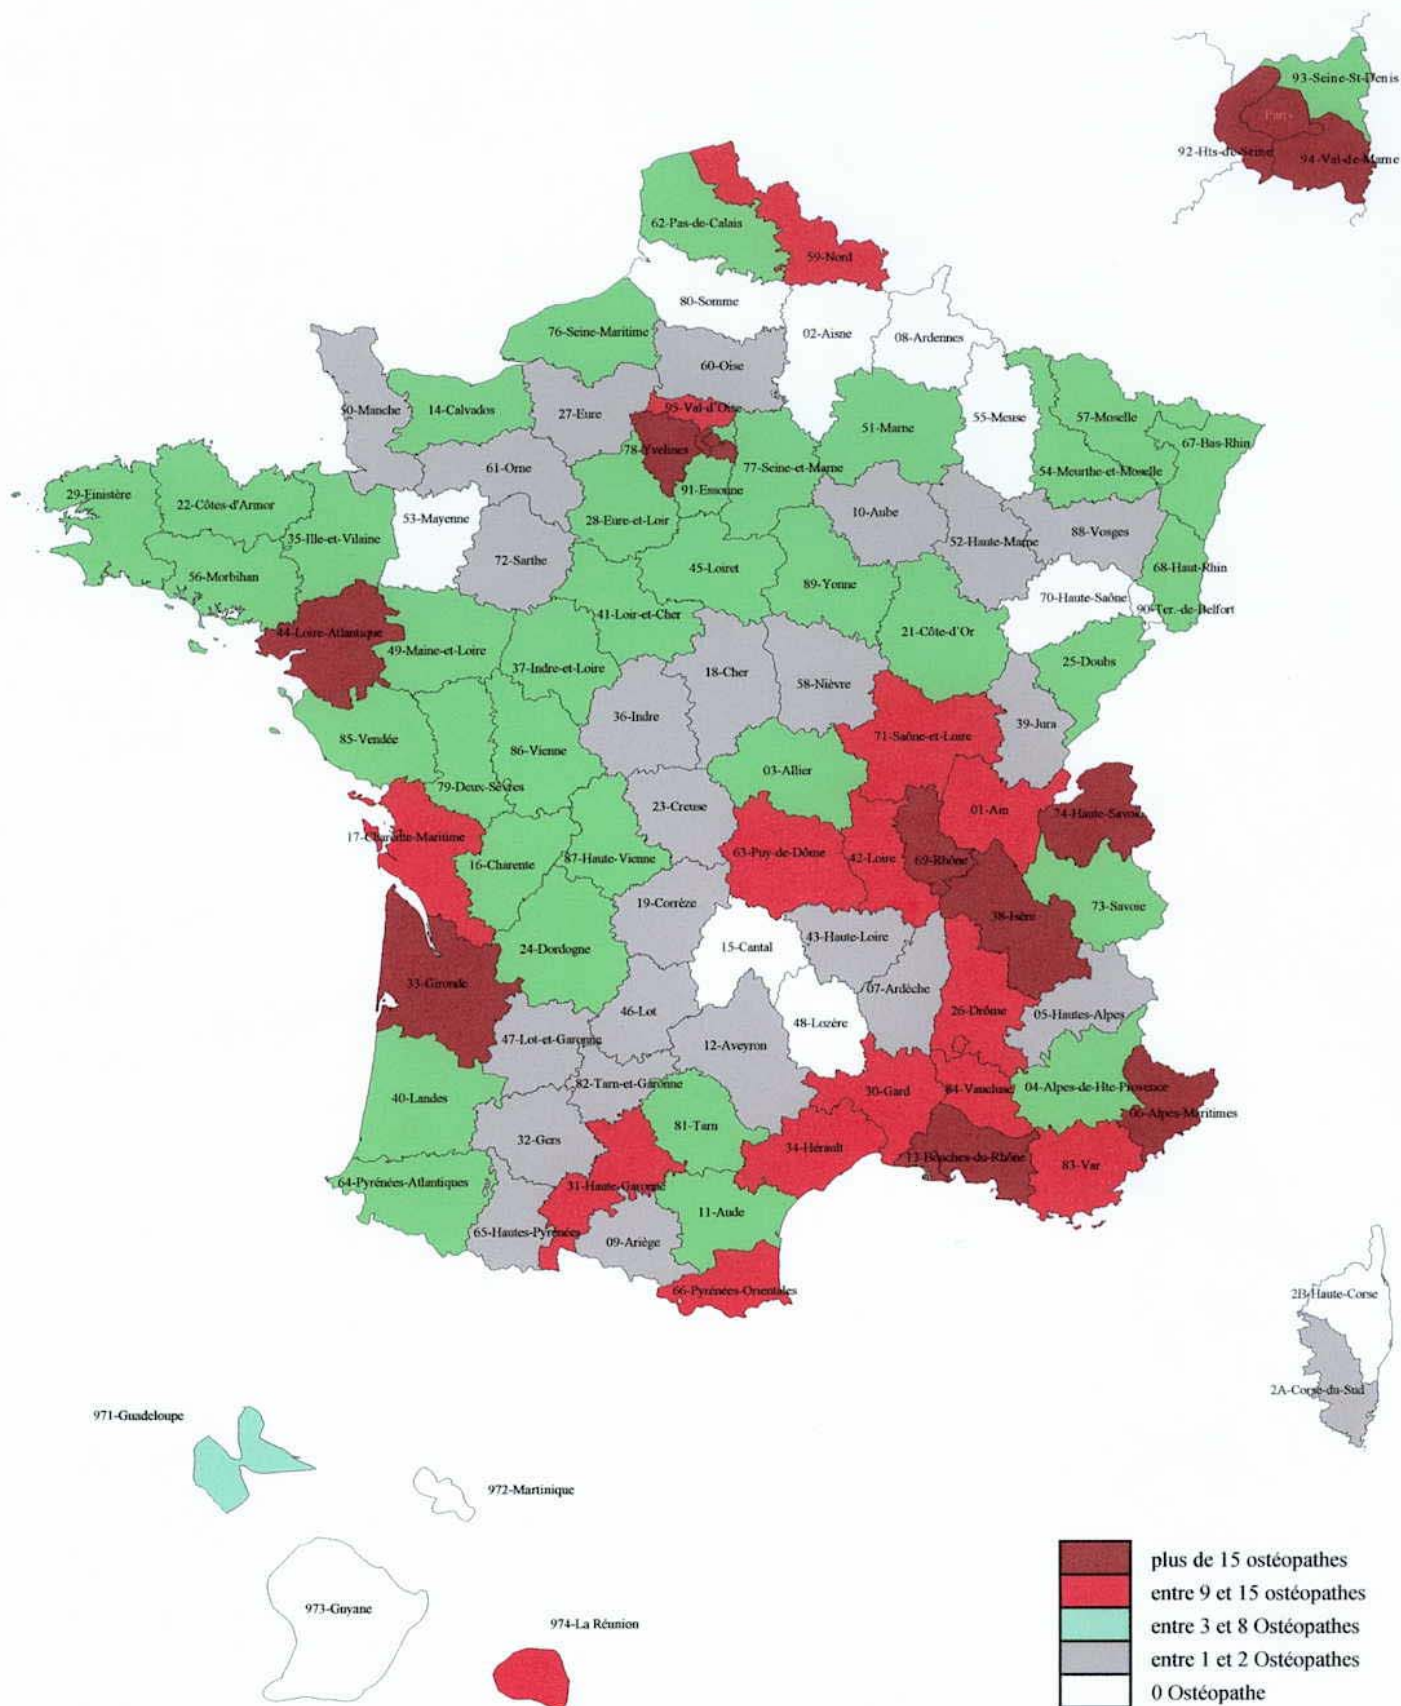 93-Seine-St-Denis
Paris
92-Hts-de-Seine
94-Val-de-Marne
62-Pas-de-Calais
59-Nord
80-Somme
76-Seine-Maritime
02-Aisne
08-Ardennes
60-Oise
50-Manche
14-Calvados
27-Eure
95-Val-d'Oise
51-Marne
55-Meuse
57-Moselle
67-Bas-Rhin
78-Yvelines
61-Orne
77-Seine-et-Marne
54-Meurthe-et-Moselle
91-Essonne
29-Finistère
22-Côtes-d'Armor
53-Mayenne
28-Eure-et-Loir
10-Aube
88-Vosges
35-Ille-et-Vilaine
52-Haute-Marne
72-Sarthe
45-Loiret
68-Haut-Rhin
56-Morbihan
89-Yonne
70-Haute-Saône
90-Ter.-de-Belfort
41-Loir-et-Cher
44-Loire-Atlantique
21-Côte-d'Or
49-Maine-et-Loire
37-Indre-et-Loire
25-Doubs
18-Cher
58-Nièvre
36-Indre
39-Jura
85-Vendée
71-Saône-et-Loire
86-Vienne
03-Allier
79-Deux-Sèvres
23-Creuse
01-Ain
74-Haute-Savoie
17-Charente-Maritime
63-Puy-de-Dôme
42-Loire
69-Rhône
16-Charente
87-Haute-Vienne
19-Corrèze
73-Savoie
38-Isère
43-Haute-Loire
24-Dordogne
15-Cantal
33-Gironde
07-Ardèche
46-Lot
26-Drôme
05-Hautes-Alpes
48-Lozère
47-Lot-et-Garonne
12-Aveyron
82-Tarn-et-Garonne
40-Landes
30-Gard
84-Vaucluse
04-Alpes-de-Hte-Provence
06-Alpes-Maritimes
81-Tarn
32-Gers
34-Hérault
13-Bouches-du-Rhône
83-Var
64-Pyrénées-Atlantiques
31-Haute-Garonne
11-Aude
65-Hautes-Pyrénées
09-Ariège
66-Pyrénées-Orientales
2B-Haute-Corse
2A-Corse-du-Sud
971-Guadeloupe
972-Martinique
973-Guyane
974-La Réunion
plus de 15 ostéopathes
entre 9 et 15 ostéopathes
entre 3 et 8 Ostéopathes
entre 1 et 2 Ostéopathes
0 Ostéopathe